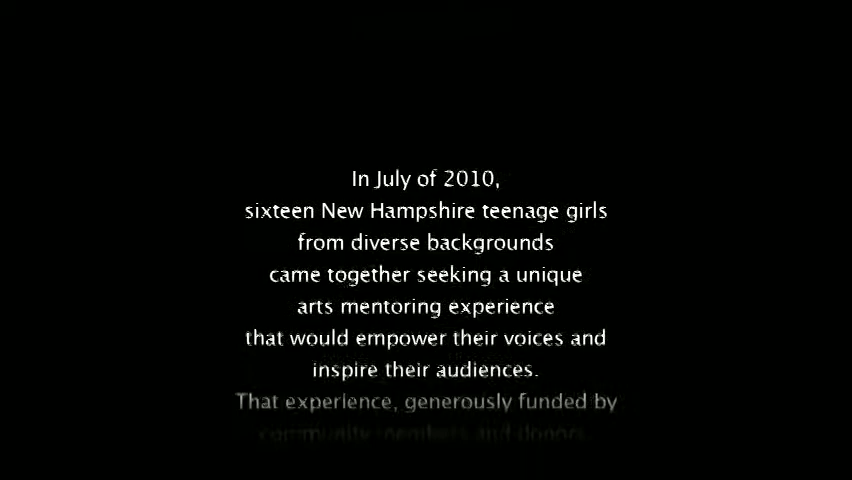 In July of 2010,
sixteen New Hampshire teenage girls
from diverse backgrounds
came together seeking a unique
arts mentoring experience
that would empower their voices and
inspire their audiences.
That experience, generously funded by
community members and donors,